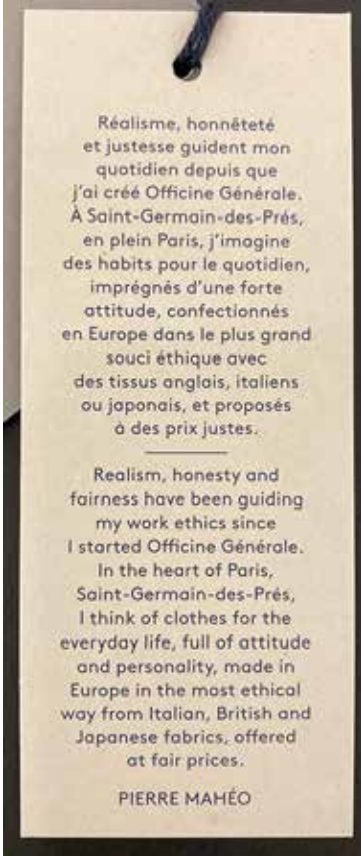 Réalisme, honnêteté
et justesse guident mon
quotidien depuis que
j'ai créé Officine Générale.
À Saint-Germain-des-Prés,
en plein Paris, j'imagine
des habits pour le quotidien,
imprégnés d'une forte
attitude, confectionnés
en Europe dans le plus grand
souci éthique avec
des tissus anglais, italiens
ou japonais, et proposés
à des prix justes.
Realism, honesty and
fairness have been guiding
my work ethics since
I started Officine Générale.
In the heart of Paris,
Saint-Germain-des-Prés,
I think of clothes for the
everyday life, full of attitude
and personality, made in
Europe in the most ethical
way from Italian, British and
Japanese fabrics, offered
at fair prices.
PIERRE MAHÉO